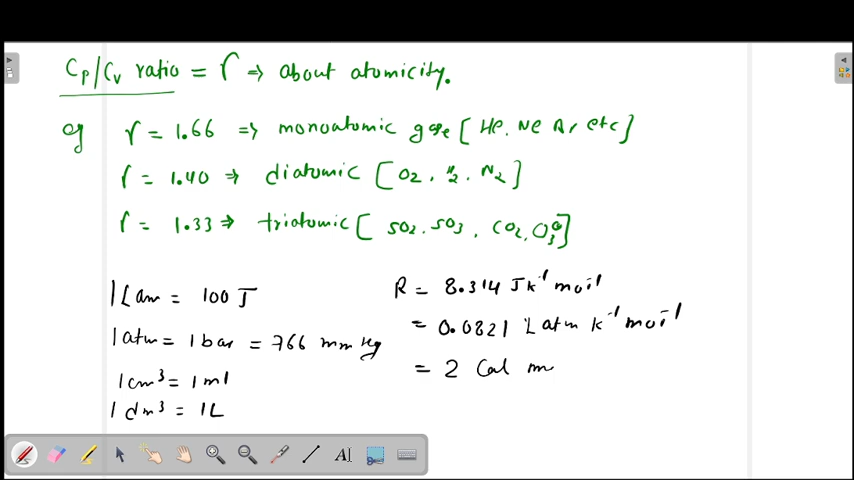 Cp/Cv ratio = r ⇒ about atomicity.
eg r = 1.66 ⇒ monoatomic gase [He. Ne Ar etc]
r = 1.40 ⇒ diatomic [O2, H2. N2]
r = 1.33 ⇒ triatomic [SO2. SO3, CO2. O3]
1 L atm = 100 J
1 atm = 1 bar = 766 mm Hg
1 cm³ = 1 ml
1 dm³ = 1L
R = 8.314 J K⁻¹ mol⁻¹
= 0.0821 L atm K⁻¹ mol⁻¹
= 2 Cal m
AI